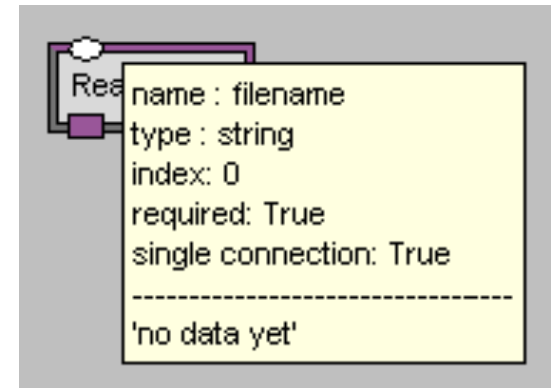 Rea
name : filename
type : string
index: 0
required: True
single connection: True
----------------------------------
'no data yet'